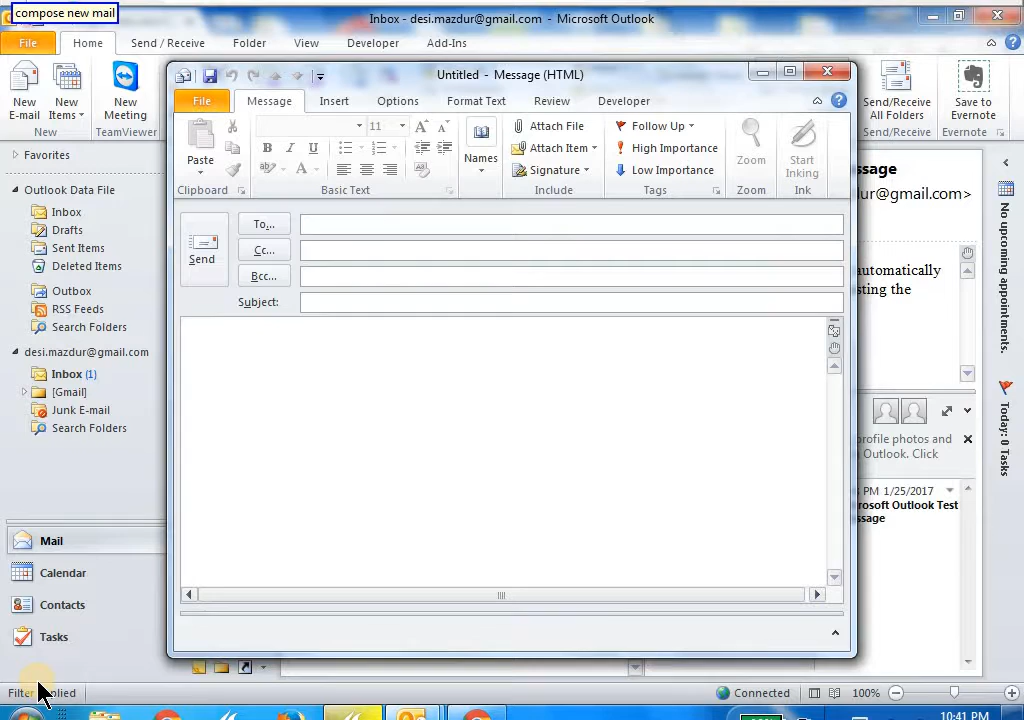 compose new mail
Inbox - desi.mazdur@gmail.com - Microsoft Outlook
File Home Send / Receive Folder View Developer Add-Ins
New E-mail
New Items
New Meeting
New
TeamViewer
Send/Receive All Folders
Send/Receive
Save to Evernote
Evernote
Untitled - Message (HTML)
File Message Insert Options Format Text Review Developer
Paste
Clipboard
11
B I U
Basic Text
Names
Attach File
Attach Item
Signature
Include
Follow Up
High Importance
Low Importance
Tags
Zoom
Zoom
Start Inking
Ink
Send
To...
Cc...
Bcc...
Subject:
Favorites
Outlook Data File
Inbox
Drafts
Sent Items
Deleted Items
Outbox
RSS Feeds
Search Folders
desi.mazdur@gmail.com
Inbox (1)
[Gmail]
Junk E-mail
Search Folders
Mail
Calendar
Contacts
Tasks
ssage
ur@gmail.com>
automatically
sting the
profile photos and
Outlook. Click
PM 1/25/2017
rosoft Outlook Test
ssage
No upcoming appointments.
Today: 0 Tasks
Connected
100%
10:41 PM